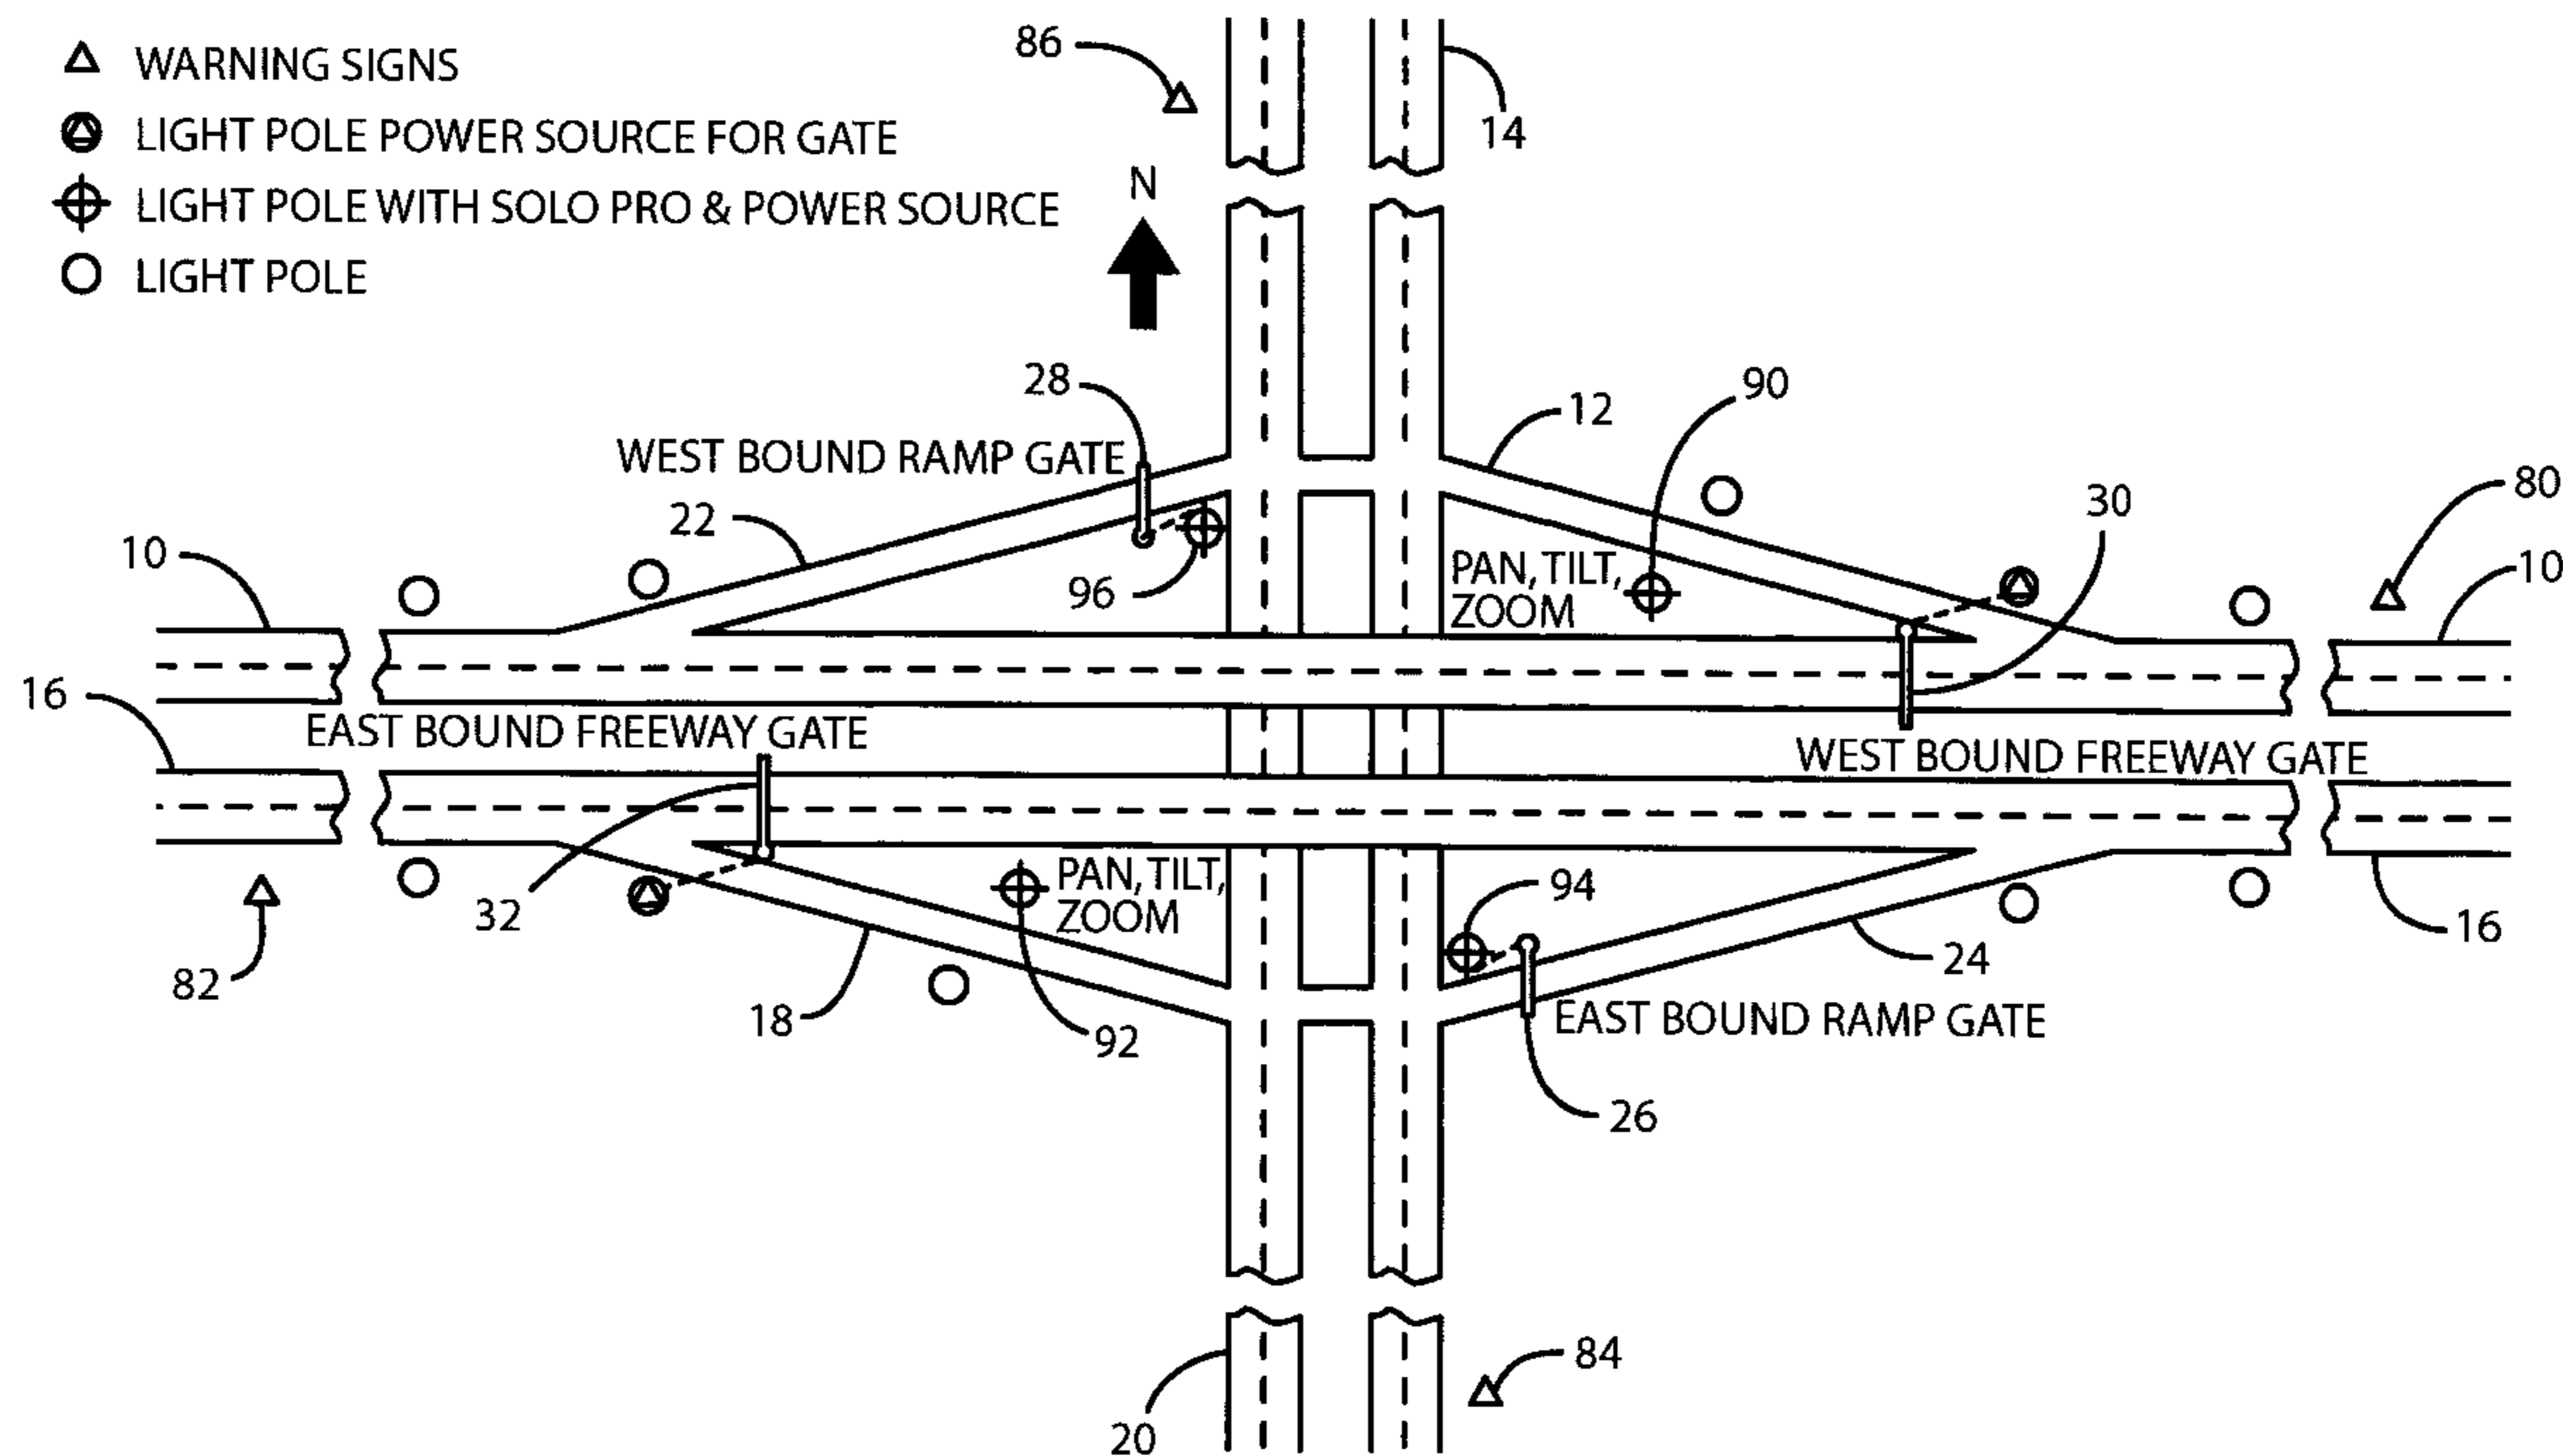 WARNING SIGNS
LIGHT POLE POWER SOURCE FOR GATE
LIGHT POLE WITH SOLO PRO & POWER SOURCE
LIGHT POLE
86
14
N
28
12
90
WEST BOUND RAMP GATE
80
22
30
10
PAN, TILT,
ZOOM
96
10
16
EAST BOUND FREEWAY GATE
WEST BOUND FREEWAY GATE
32
PAN, TILT,
ZOOM
94
16
82
24
18
92
EAST BOUND RAMP GATE
26
84
20